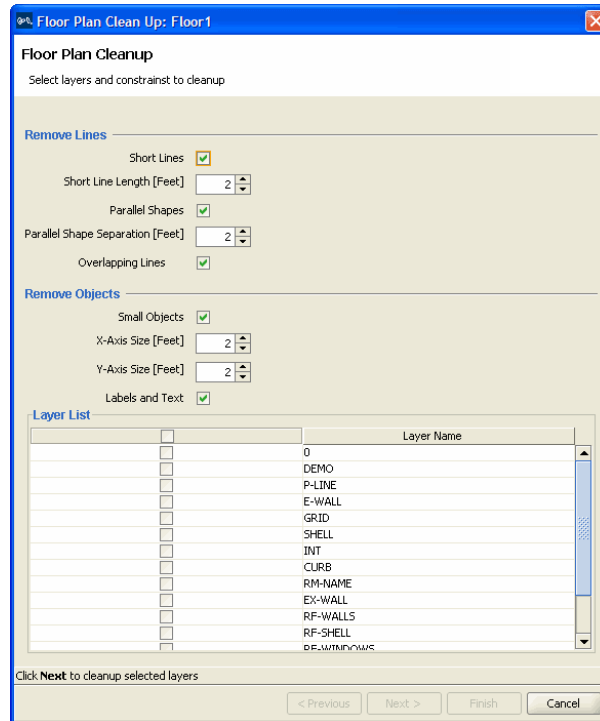 Floor Plan Clean Up: Floor1
Floor Plan Cleanup
Select layers and constrainst to cleanup
Remove Lines
Short Lines
Short Line Length [Feet] 2
Parallel Shapes
Parallel Shape Separation [Feet] 2
Overlapping Lines
Remove Objects
Small Objects
X-Axis Size [Feet] 2
Y-Axis Size [Feet] 2
Labels and Text
Layer List
Layer Name
0
DEMO
P-LINE
E-WALL
GRID
SHELL
INT
CURB
RM-NAME
EX-WALL
RF-WALLS
RF-SHELL
RF-WINDOWS
Click Next to cleanup selected layers
< Previous Next > Finish Cancel